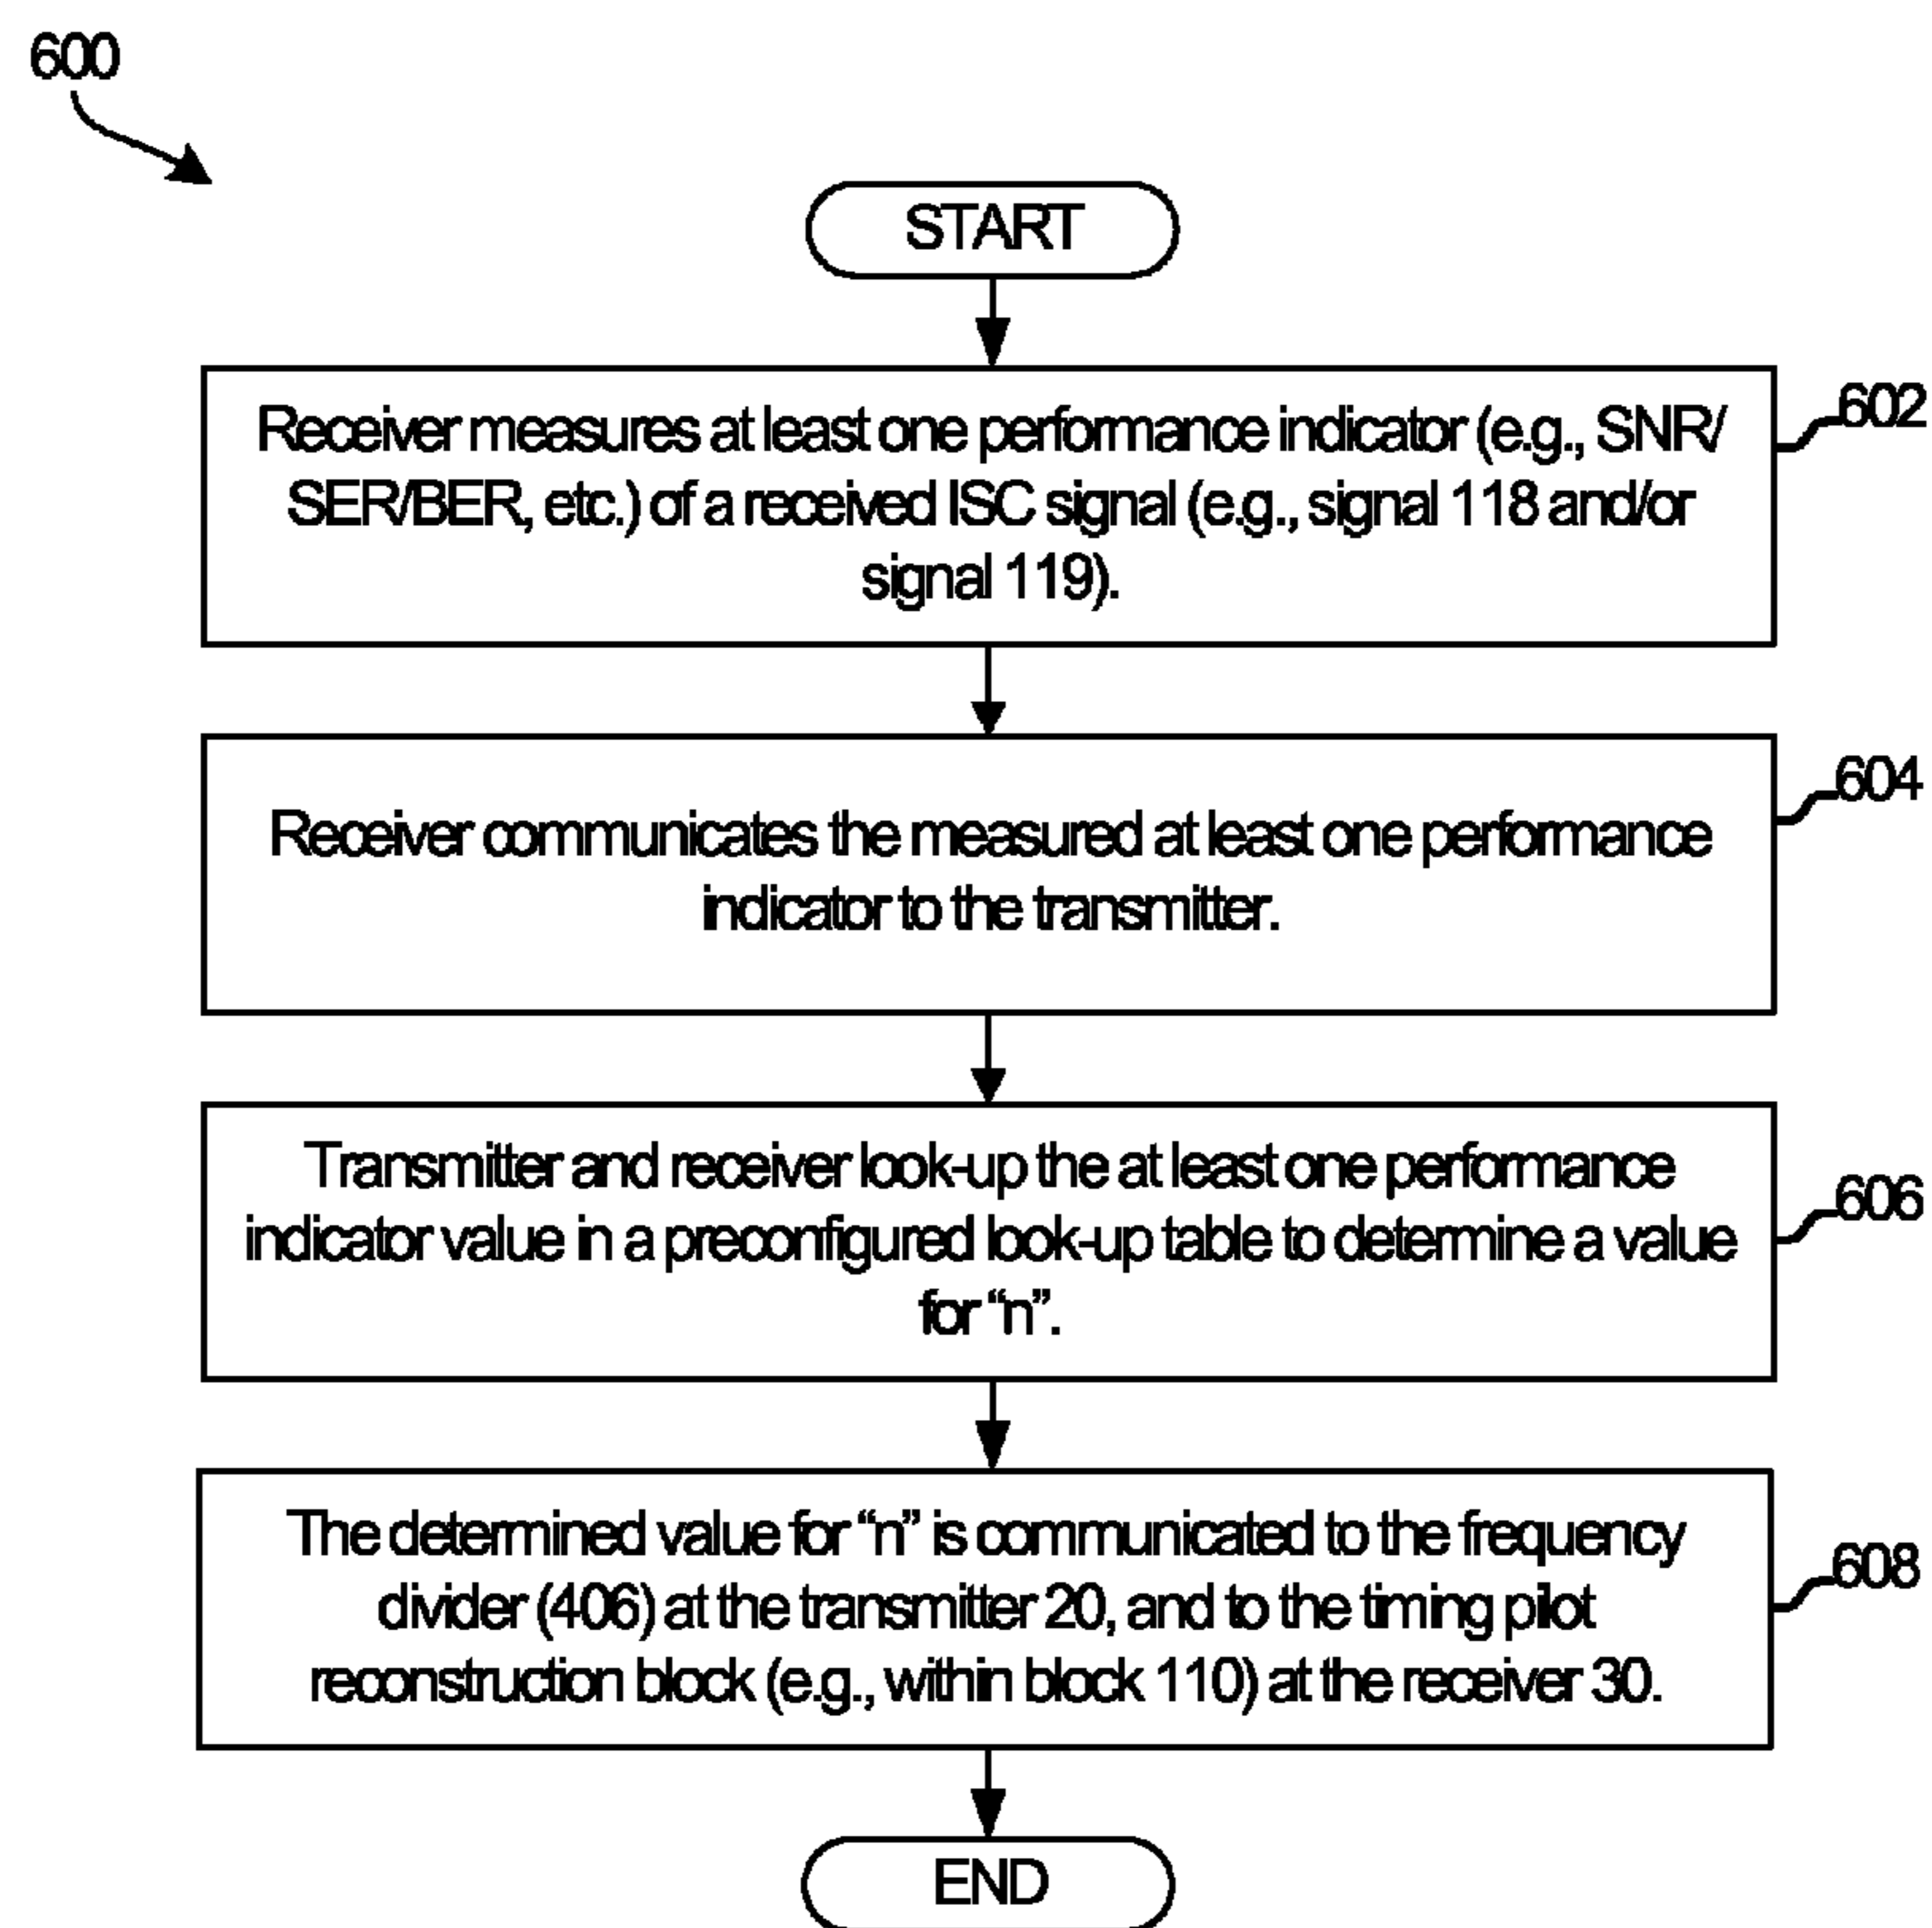 600
START
Receiver measures at least one performance indicator (e.g., SNR/
SER/BER, etc.) of a received ISC signal (e.g., signal 118 and/or
signal 119).
602
Receiver communicates the measured at least one performance
indicator to the transmitter.
604
Transmitter and receiver look-up the at least one performance
indicator value in a preconfigured look-up table to determine a value
for “n”.
606
The determined value for “n” is communicated to the frequency
divider (406) at the transmitter 20, and to the timing pilot
reconstruction block (e.g., within block 110) at the receiver 30.
608
END